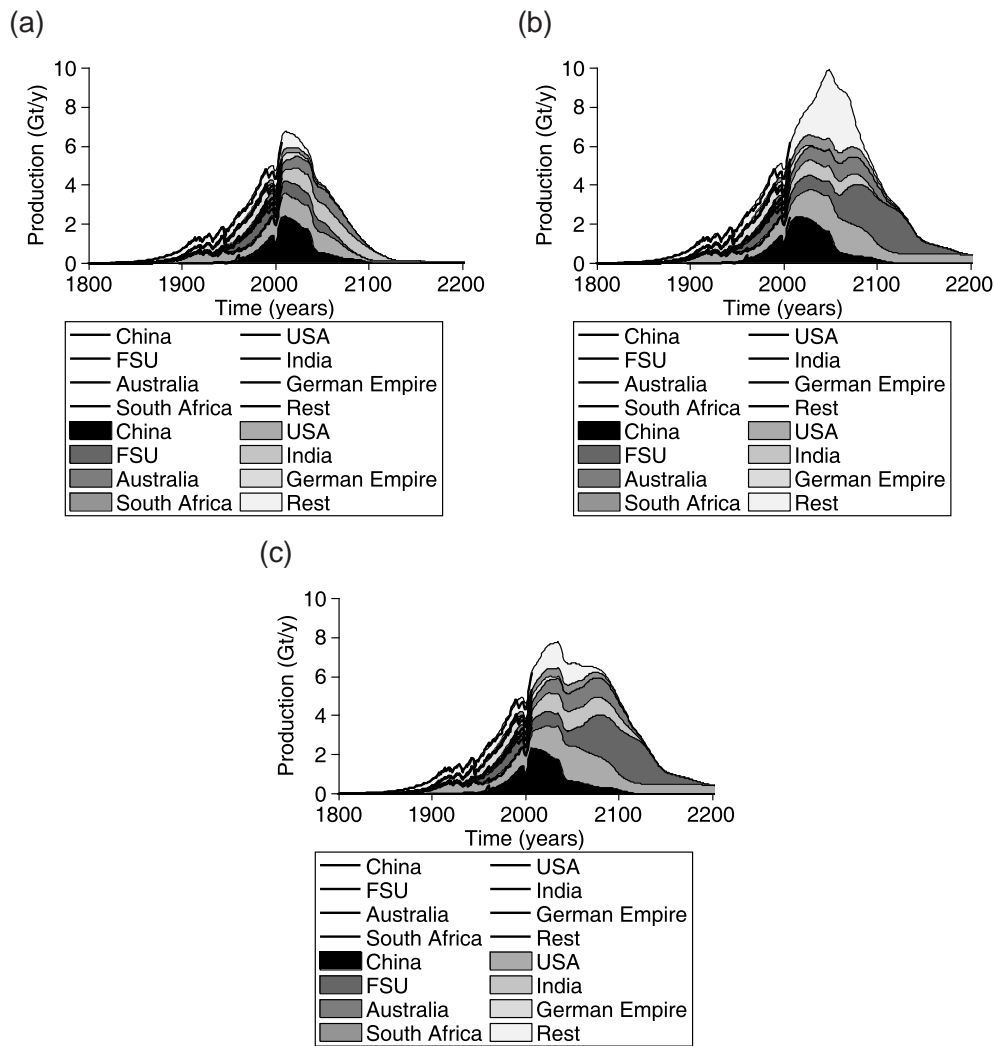 (a)
10
8
6
4
2
0
Production (Gt/y)
1800 1900 2000 2100 2200
Time (years)
China USA
FSU India
Australia German Empire
South Africa Rest
China USA
FSU India
Australia German Empire
South Africa Rest
(b)
10
8
6
4
2
0
Production (Gt/y)
1800 1900 2000 2100 2200
Time (years)
China USA
FSU India
Australia German Empire
South Africa Rest
China USA
FSU India
Australia German Empire
South Africa Rest
(c)
10
8
6
4
2
0
Production (Gt/y)
1800 1900 2000 2100 2200
Time (years)
China USA
FSU India
Australia German Empire
South Africa Rest
China USA
FSU India
Australia German Empire
South Africa Rest